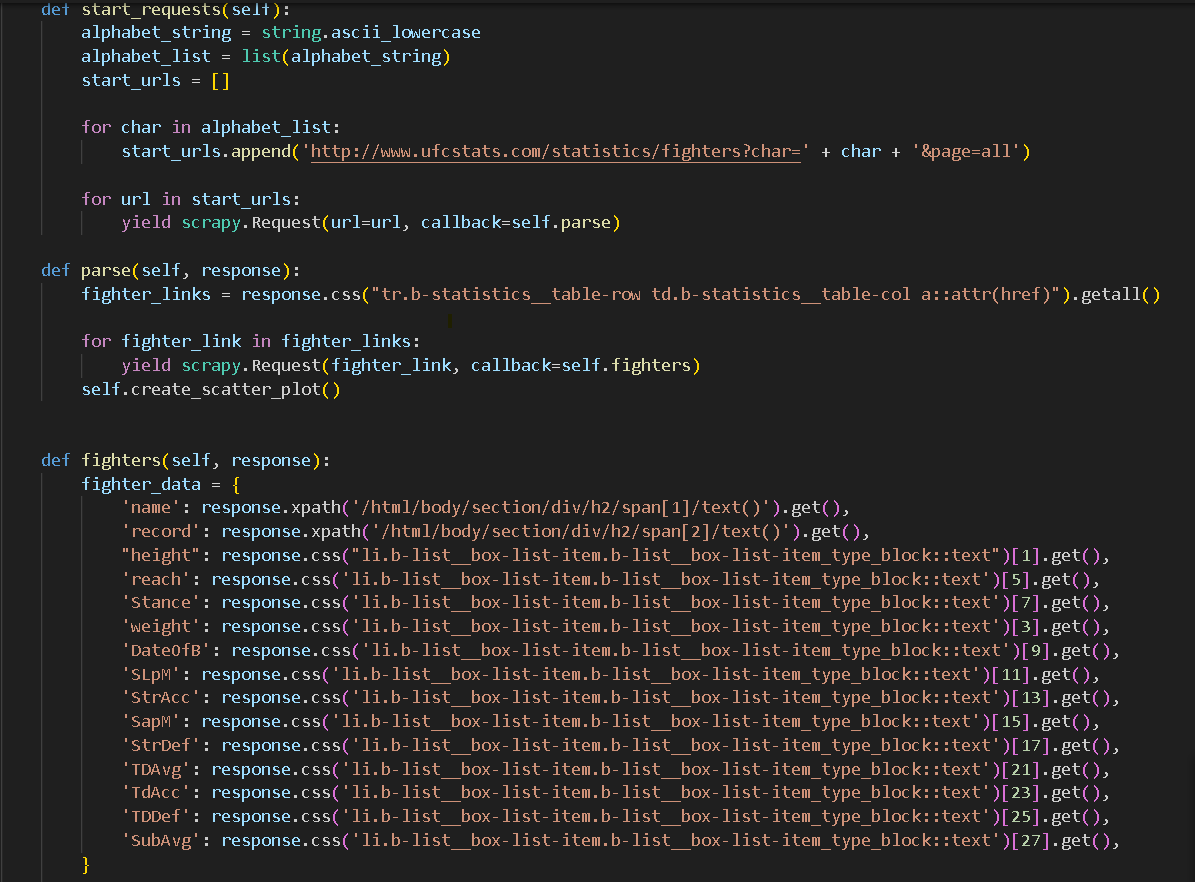 def start_requests(self):
    alphabet_string = string.ascii_lowercase
    alphabet_list = list(alphabet_string)
    start_urls = []

    for char in alphabet_list:
        start_urls.append('http://www.ufcstats.com/statistics/fighters?char=' + char + '&page=all')

    for url in start_urls:
        yield scrapy.Request(url=url, callback=self.parse)

def parse(self, response):
    fighter_links = response.css("tr.b-statistics__table-row td.b-statistics__table-col a::attr(href)").getall()

    for fighter_link in fighter_links:
        yield scrapy.Request(fighter_link, callback=self.fighters)
    self.create_scatter_plot()

def fighters(self, response):
    fighter_data = {
        'name': response.xpath('/html/body/section/div/h2/span[1]/text()').get(),
        'record': response.xpath('/html/body/section/div/h2/span[2]/text()').get(),
        "height": response.css("li.b-list__box-list-item.b-list__box-list-item_type_block::text")[1].get(),
        'reach': response.css('li.b-list__box-list-item.b-list__box-list-item_type_block::text')[5].get(),
        'Stance': response.css('li.b-list__box-list-item.b-list__box-list-item_type_block::text')[7].get(),
        'weight': response.css('li.b-list__box-list-item.b-list__box-list-item_type_block::text')[3].get(),
        'DateOfB': response.css('li.b-list__box-list-item.b-list__box-list-item_type_block::text')[9].get(),
        'SLpM': response.css('li.b-list__box-list-item.b-list__box-list-item_type_block::text')[11].get(),
        'StrAcc': response.css('li.b-list__box-list-item.b-list__box-list-item_type_block::text')[13].get(),
        'SapM': response.css('li.b-list__box-list-item.b-list__box-list-item_type_block::text')[15].get(),
        'StrDef': response.css('li.b-list__box-list-item.b-list__box-list-item_type_block::text')[17].get(),
        'TDAvg': response.css('li.b-list__box-list-item.b-list__box-list-item_type_block::text')[21].get(),
        'TdAcc': response.css('li.b-list__box-list-item.b-list__box-list-item_type_block::text')[23].get(),
        'TDDef': response.css('li.b-list__box-list-item.b-list__box-list-item_type_block::text')[25].get(),
        'SubAvg': response.css('li.b-list__box-list-item.b-list__box-list-item_type_block::text')[27].get(),
    }